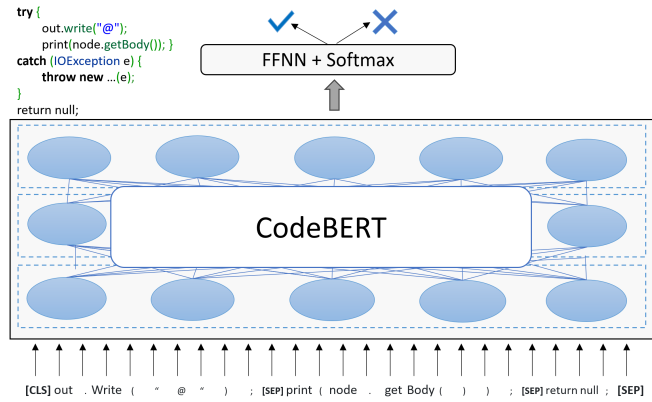 try {
out.write("@");
print(node.getBody()); }
catch (IOException e) {
throw new ...(e);
}
return null;
FFNN + Softmax
CodeBERT
[CLS] out . Write ( “ @ “ ) ; [SEP] print ( node . get Body ( ) ) ; [SEP] return null ; [SEP]